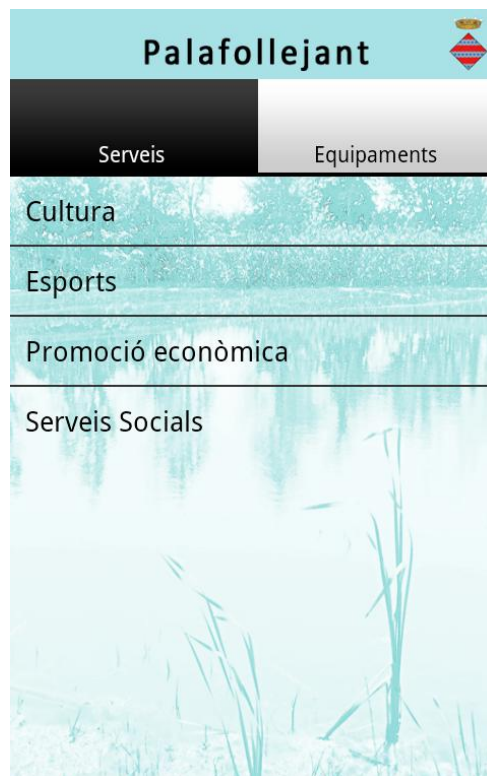 Palafollejant
Serveis
Equipaments
Cultura
Esports
Promoció econòmica
Serveis Socials